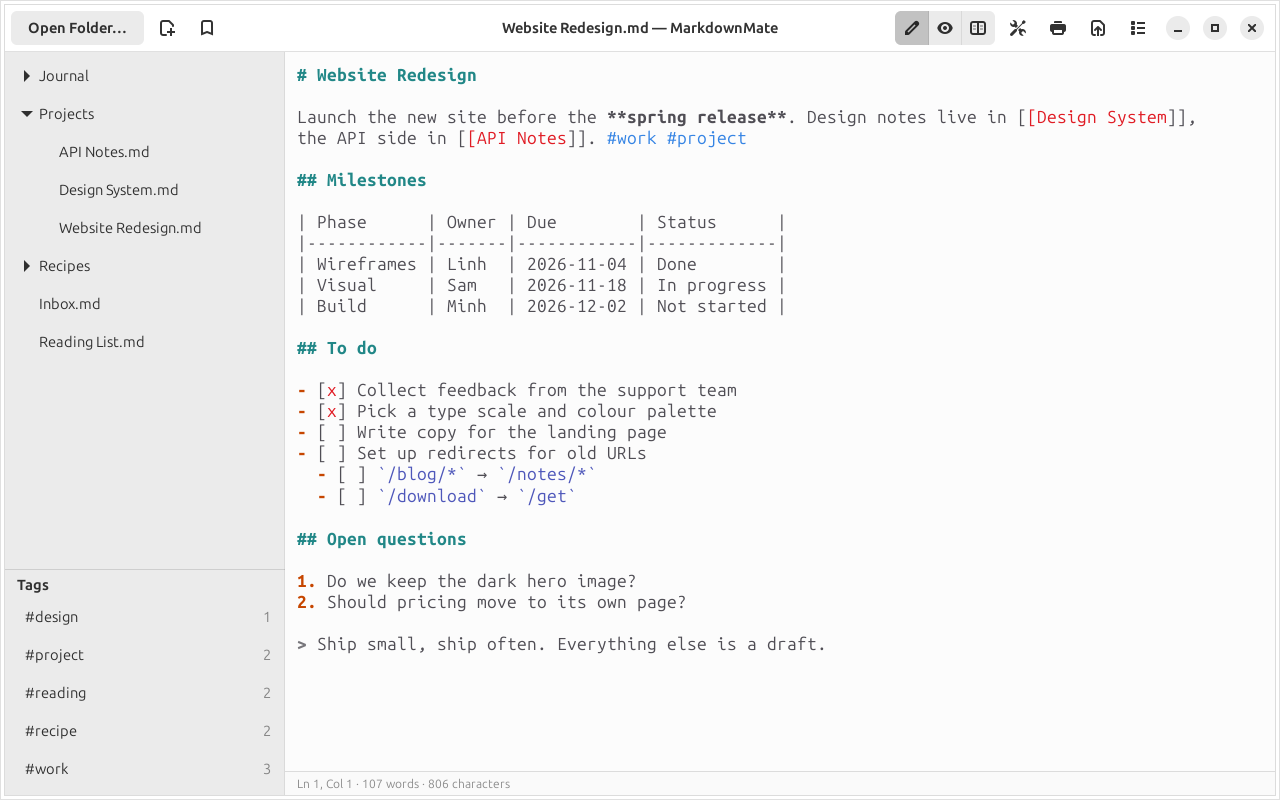 Open Folder...
Website Redesign.md — MarkdownMate
Journal
Projects
API Notes.md
Design System.md
Website Redesign.md
Recipes
Inbox.md
Reading List.md
Tags
#design 1
#project 2
#reading 2
#recipe 2
#work 3
# Website Redesign
Launch the new site before the **spring release**. Design notes live in [[Design System]],
the API side in [[API Notes]]. #work #project
## Milestones
| Phase      | Owner | Due        | Status      |
|------------|-------|------------|-------------|
| Wireframes | Linh  | 2026-11-04 | Done        |
| Visual     | Sam   | 2026-11-18 | In progress |
| Build      | Minh  | 2026-12-02 | Not started |
## To do
- [x] Collect feedback from the support team
- [x] Pick a type scale and colour palette
- [ ] Write copy for the landing page
- [ ] Set up redirects for old URLs
  - [ ] `/blog/*` → `/notes/*`
  - [ ] `/download` → `/get`
## Open questions
1. Do we keep the dark hero image?
2. Should pricing move to its own page?
> Ship small, ship often. Everything else is a draft.
Ln 1, Col 1 · 107 words · 806 characters